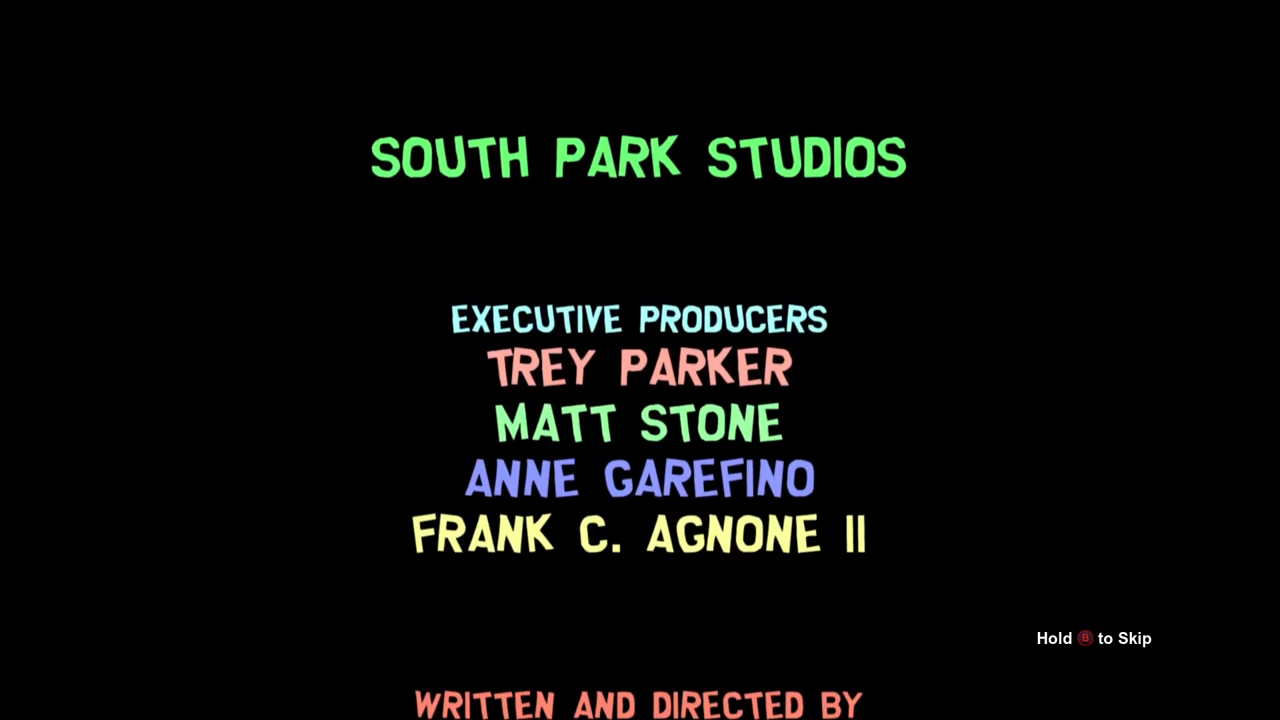 SOUTH PARK STUDIOS
EXECUTIVE PRODUCERS
TREY PARKER
MATT STONE
ANNE GAREFINO
FRANK C. AGNONE II
Hold B to Skip
WRITTEN AND DIRECTED BY